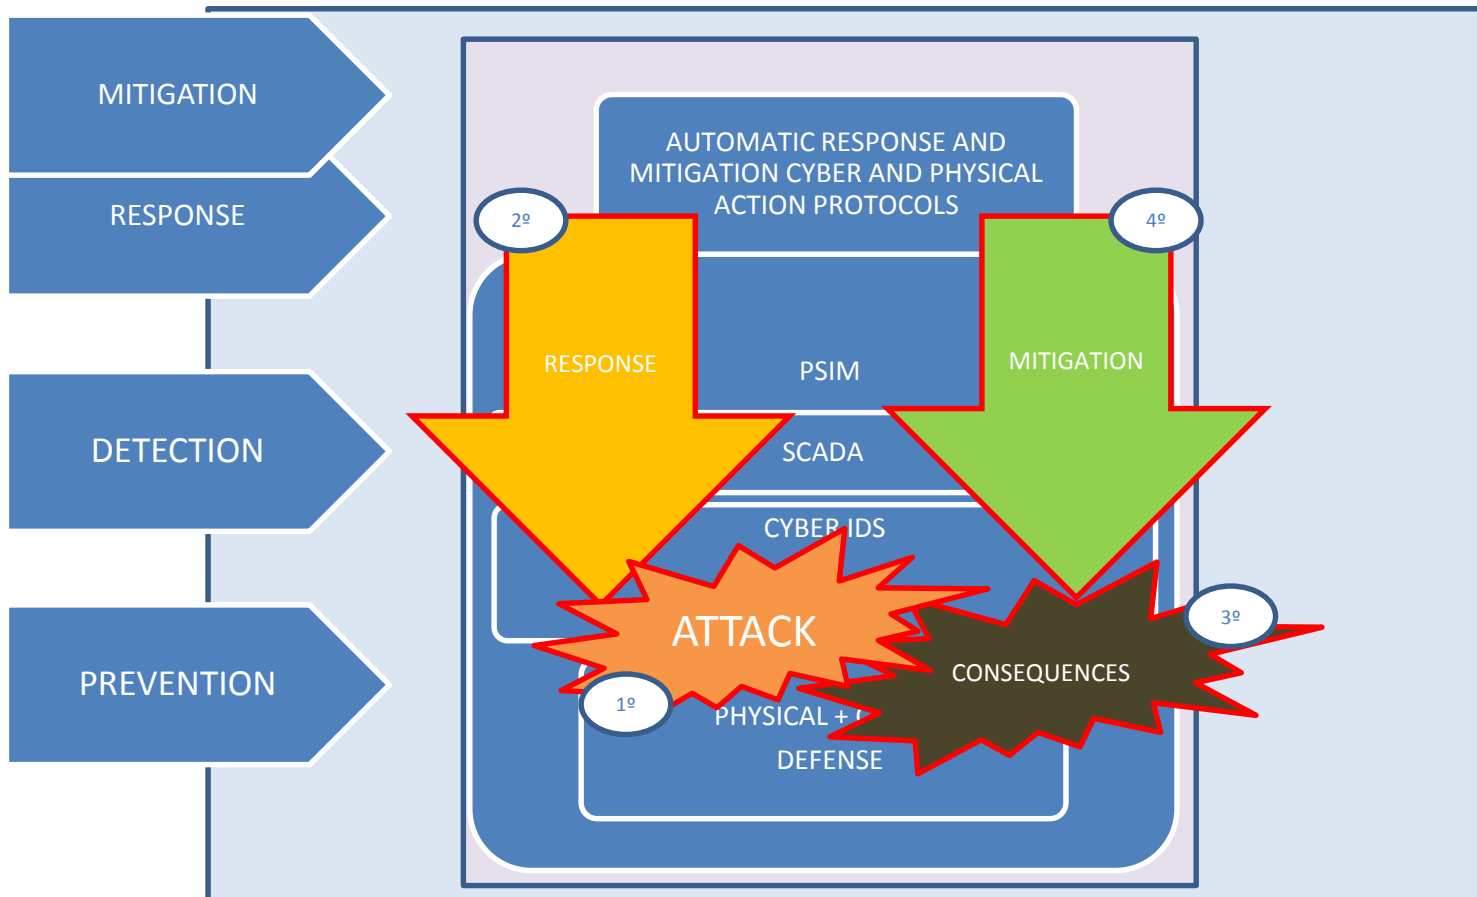 MITIGATION
RESPONSE
DETECTION
PREVENTION
AUTOMATIC RESPONSE AND
MITIGATION CYBER AND PHYSICAL
ACTION PROTOCOLS
2º
4º
RESPONSE
PSIM
MITIGATION
SCADA
CYBER IDS
ATTACK
3º
CONSEQUENCES
1º
PHYSICAL +
DEFENSE